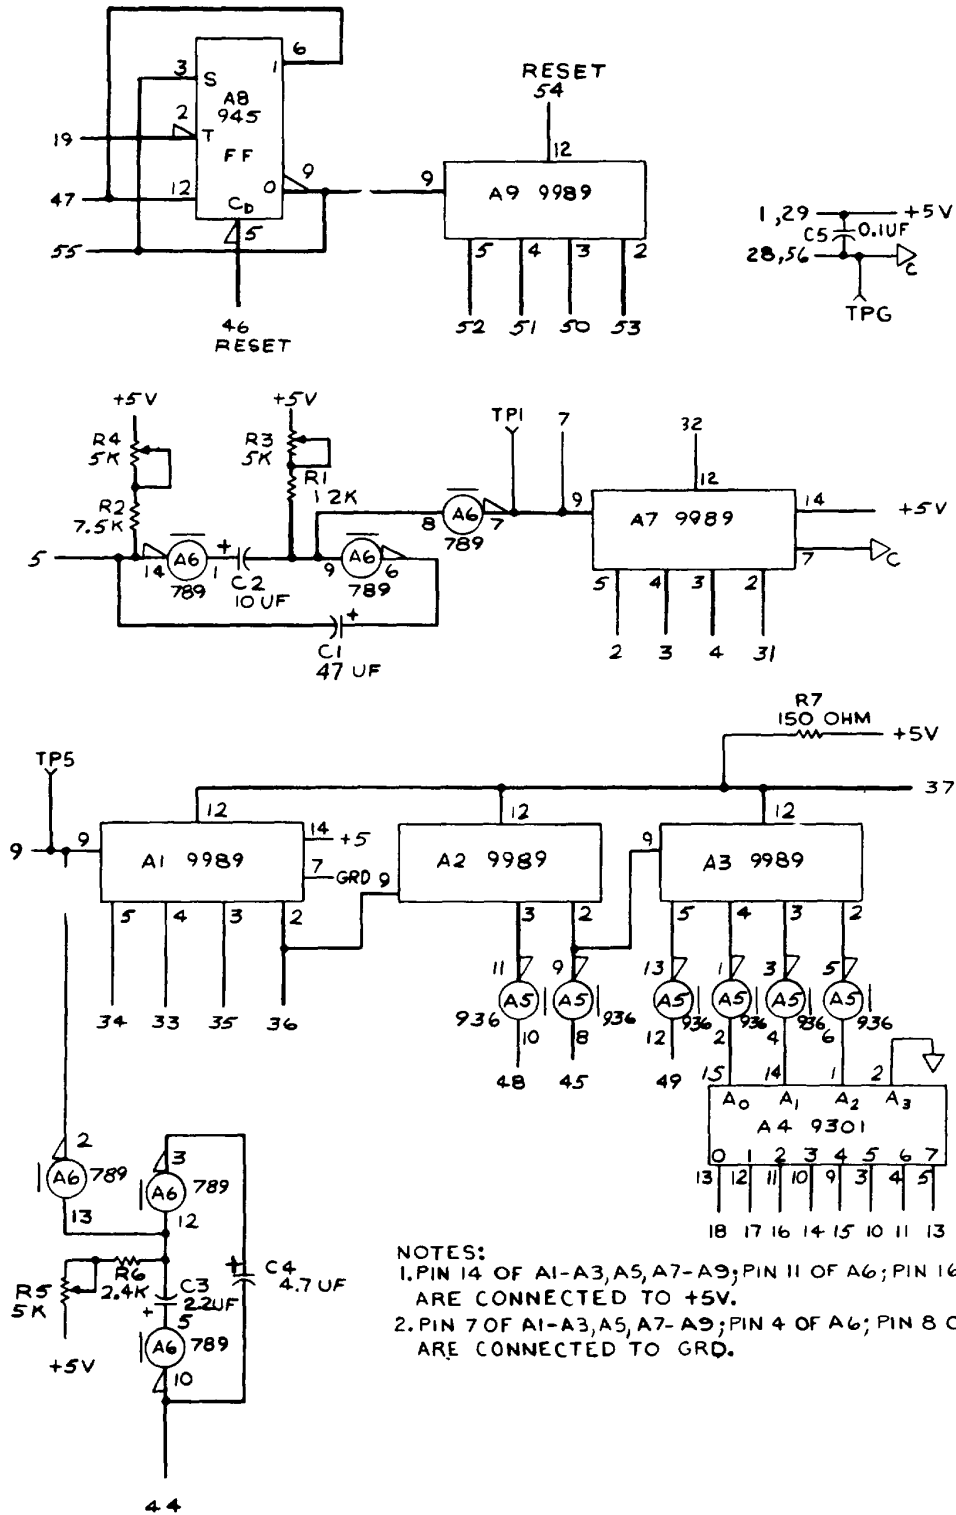 6
3 S 1
A8
945
2
19 T
FF
9
47 12 O
CD
55 5
46
RESET
RESET
54
12
9 A9 9989
5 4 3 2
52 51 50 53
1,29 +5V
C5 0.1UF
28,56 C
TPG
+5V +5V
R4
5K
R3
5K
R1
12K
R2
7.5K
5 14 A6 1
789
C2
10 UF
9 A6 6
789
C1
47 UF
+
+
8 A6 7
789
TP1 7
32
12
9 A7 9989 14 +5V
7 C
5 4 3 2
2 3 4 31
R7
150 OHM
+5V
37
TP5
12 12 12
9 9 A1 9989 14 +5
7 GRD
9 A2 9989
9 A3 9989
5 4 3 2
34 33 35 36
3 2
11 9
A5 A5
936 936
10 8
48 45
5 4 3 2
13 1 3 5
A5 A5 A5 A5
936 936 936 936
12 2 4 6
49
15 14 1 2
A0 A1 A2 A3
A4 9301
0 1 2 3 4 5 6 7
13 12 11 10 9 3 4 5
18 17 16 14 15 10 11 13
2 3
A6 789 A6 789
13 12
R5
5K
R6
2.4K
C3
22UF
+
C4
4.7 UF
+
+5V
5
A6 789
10
44
NOTES:
1. PIN 14 OF A1-A3, A5, A7-A9; PIN 11 OF A6; PIN 16
ARE CONNECTED TO +5V.
2. PIN 7 OF A1-A3, A5, A7-A9; PIN 4 OF A6; PIN 8 O
ARE CONNECTED TO GRD.